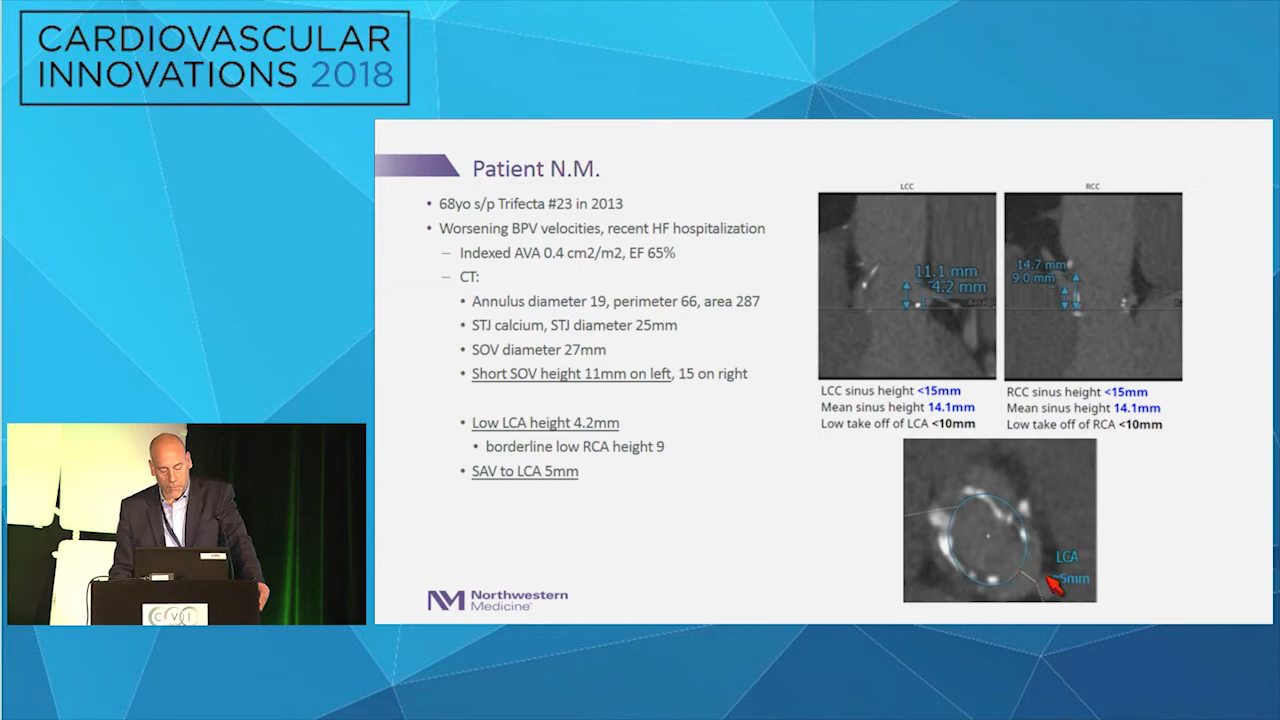 CARDIOVASCULAR
INNOVATIONS 2018
Patient N.M.
• 68yo s/p Trifecta #23 in 2013
• Worsening BPV velocities, recent HF hospitalization
– Indexed AVA 0.4 cm2/m2, EF 65%
– CT:
• Annulus diameter 19, perimeter 66, area 287
• STJ calcium, STJ diameter 25mm
• SOV diameter 27mm
• Short SOV height 11mm on left, 15 on right
• Low LCA height 4.2mm
• borderline low RCA height 9
• SAV to LCA 5mm
LCC
11.1 mm
4.2 mm
LCC sinus height <15mm
Mean sinus height 14.1mm
Low take off of LCA <10mm
RCC
14.7 mm
9.0 mm
RCC sinus height <15mm
Mean sinus height 14.1mm
Low take off of RCA <10mm
LCA
5mm
NM Northwestern
Medicine®
CVI